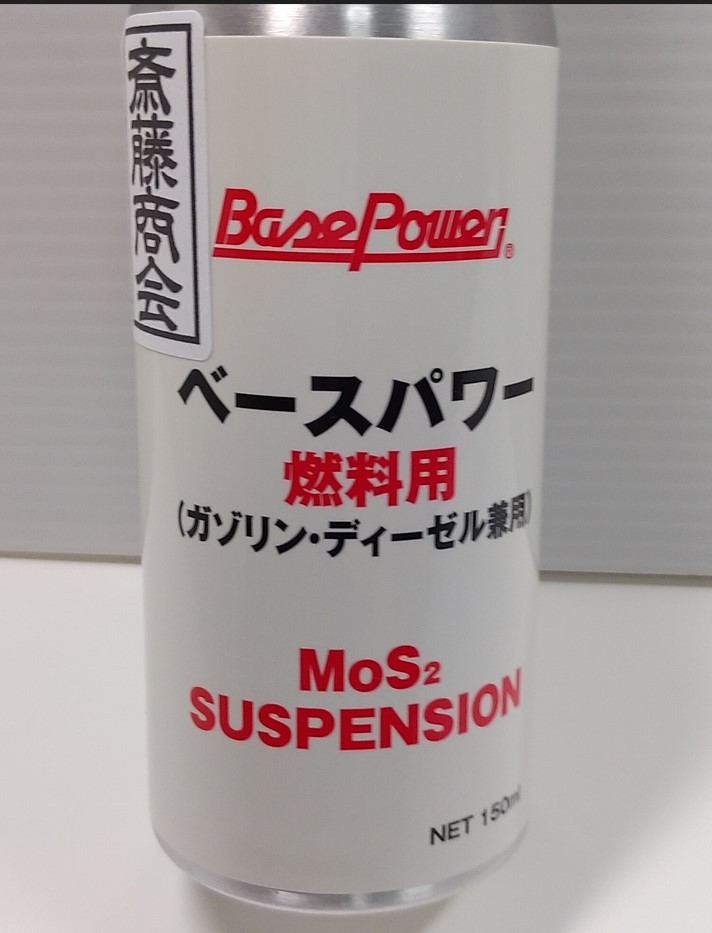 斎藤商会
BasePower®
ベースパワー
燃料用
(ガソリン・ディーゼル兼用)
MoS₂
SUSPENSION
NET 150ml